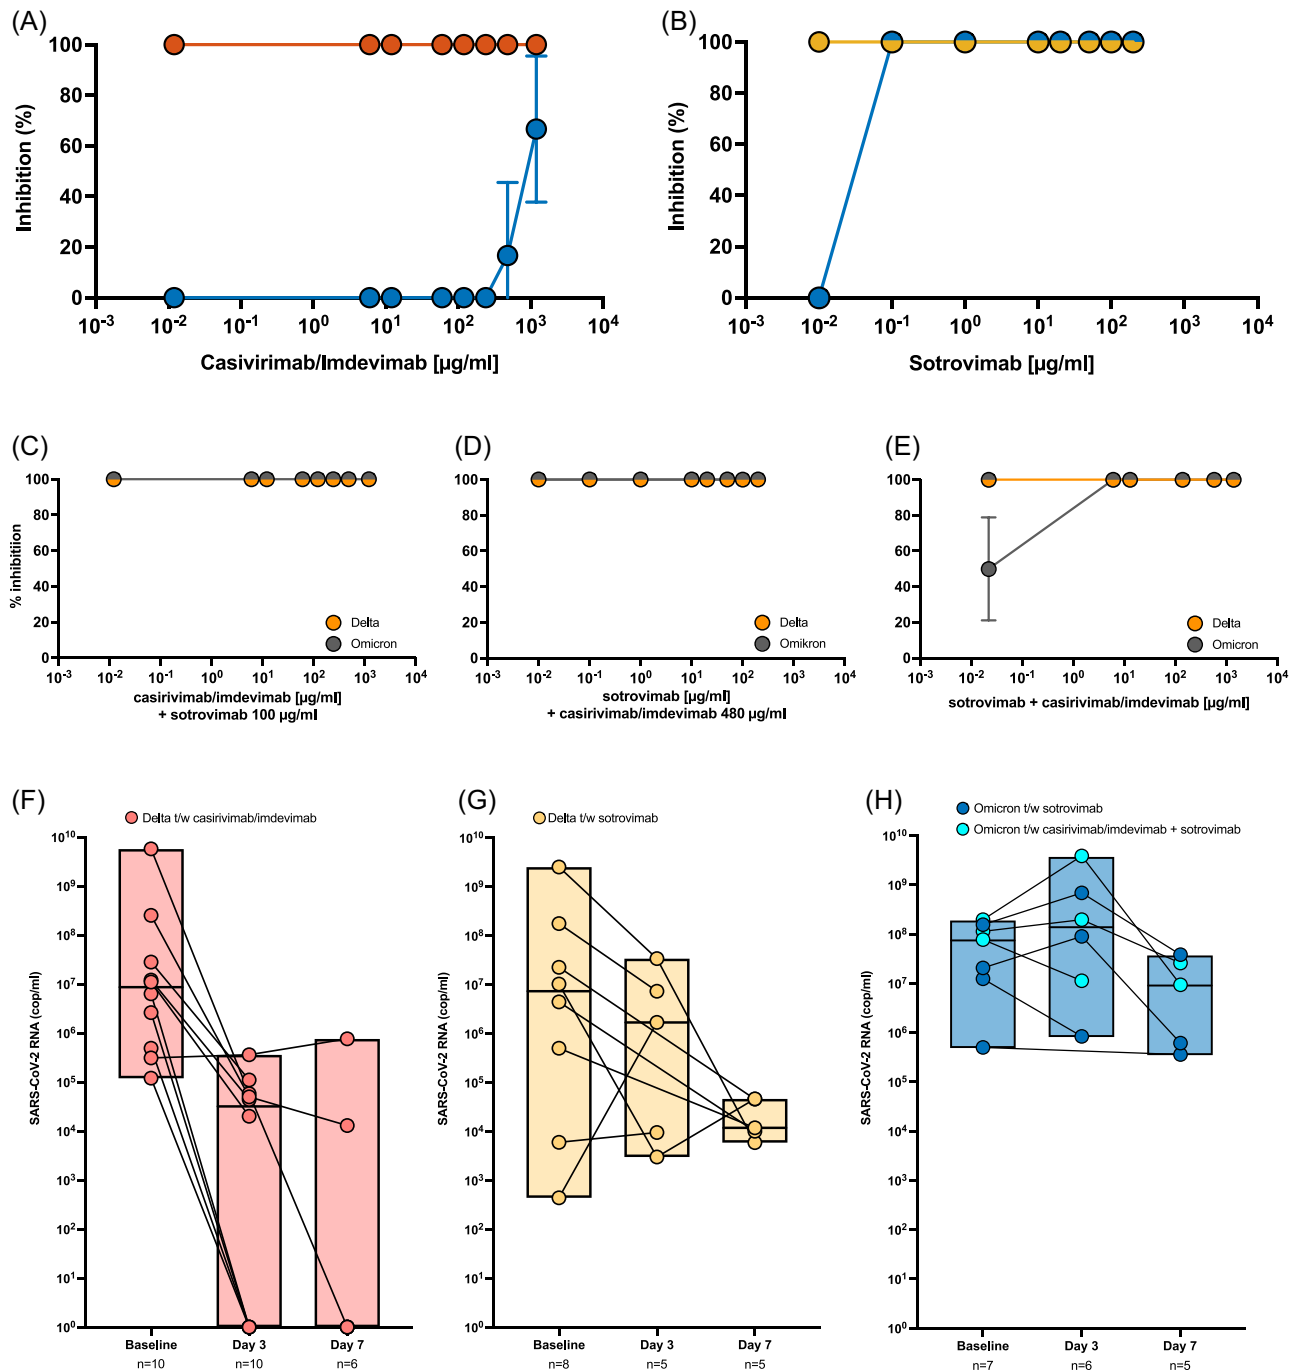 (A)
100
80
60
40
20
0
Inhibition (%)
10-3
10-2
10-1
100
101
102
103
104
Casivirimab/Imdevimab [µg/ml]
(B)
100
80
60
40
20
0
Inhibition (%)
10-3
10-2
10-1
100
101
102
103
104
Sotrovimab [µg/ml]
(C)
100
80
60
40
20
0
% inhibitiion
Delta
Omicron
10-3
10-2
10-1
100
101
102
103
104
casirivimab/imdevimab [µg/ml]
+ sotrovimab 100 µg/ml
(D)
100
80
60
40
20
0
Delta
Omikron
10-3
10-2
10-1
100
101
102
103
104
sotrovimab [µg/ml]
+ casirivimab/imdevimab 480 µg/ml
(E)
100
80
60
40
20
0
Delta
Omicron
10-3
10-2
10-1
100
101
102
103
104
sotrovimab + casirivimab/imdevimab [µg/ml]
(F)
Delta t/w casirivimab/imdevimab
1010
109
108
107
106
105
104
103
102
101
100
SARS-CoV-2 RNA (cop/ml)
Baseline
Day 3
Day 7
n=10
n=10
n=6
(G)
Delta t/w sotrovimab
1010
109
108
107
106
105
104
103
102
101
100
SARS-CoV-2 RNA (cop/ml)
Baseline
Day 3
Day 7
n=8
n=5
n=5
(H)
Omicron t/w sotrovimab
Omicron t/w casirivimab/imdevimab + sotrovimab
1010
109
108
107
106
105
104
103
102
101
100
SARS-CoV-2 RNA (cop/ml)
Baseline
Day 3
Day 7
n=7
n=6
n=5